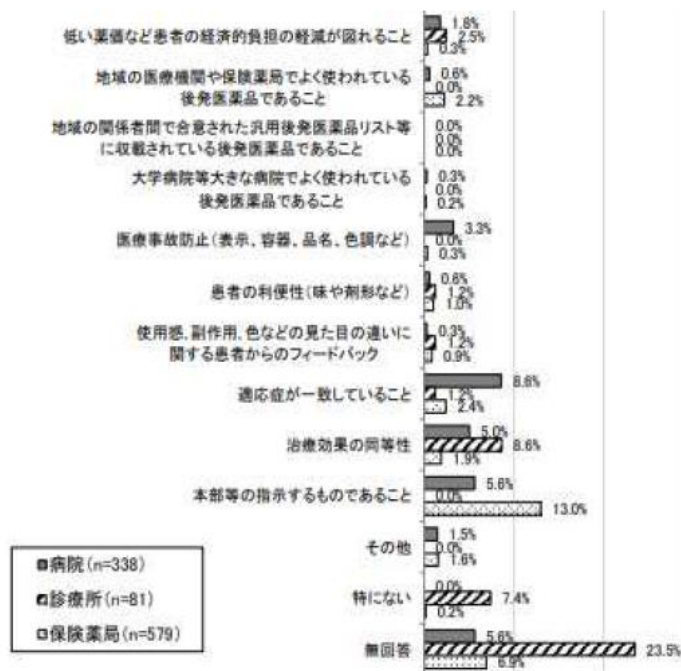 低い薬価など患者の経済的負担の軽減が図れること
1.8%
2.5%
0.3%
地域の医療機関や保険薬局でよく使われている
後発医薬品であること
0.6%
0.0%
2.2%
地域の関係者間で合意された汎用後発医薬品リスト等
に収載されている後発医薬品であること
0.0%
0.0%
0.0%
大学病院等大きな病院でよく使われている
後発医薬品であること
0.3%
0.0%
0.2%
医療事故防止(表示、容器、品名、色調など)
3.3%
0.0%
0.3%
患者の利便性(味や剤形など)
0.6%
1.2%
1.0%
使用感、副作用、色などの見た目の違いに
関する患者からのフィードバック
0.3%
1.2%
0.9%
適応症が一致していること
8.6%
1.2%
2.4%
治療効果の同等性
5.0%
8.6%
1.9%
本部等の指示するものであること
5.6%
0.0%
13.0%
その他
1.5%
0.0%
1.6%
特にない
0.0%
7.4%
0.2%
無回答
5.6%
23.5%
6.9%
病院(n=338)
診療所(n=81)
保険薬局(n=579)